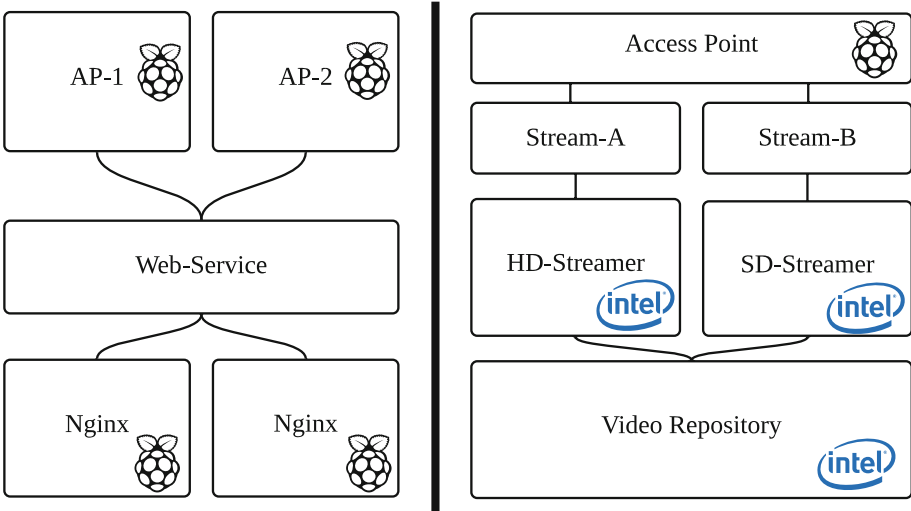 AP-1
AP-2
Web-Service
Nginx
Nginx
Access Point
Stream-A
Stream-B
HD-Streamer
intel
SD-Streamer
intel
Video Repository
intel